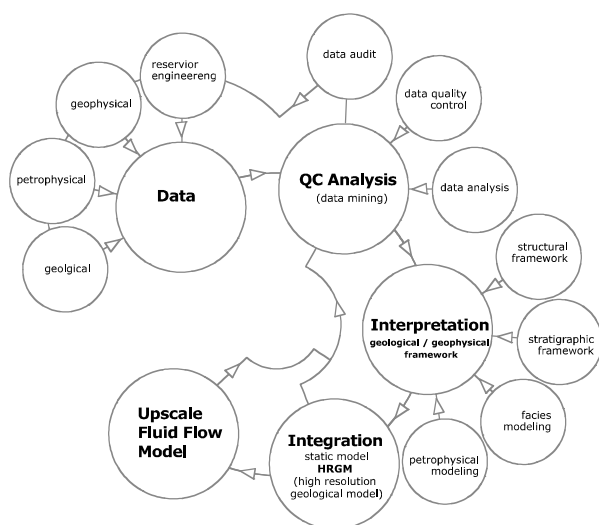 data audit
reservior
engineereng
geophysical
data quality
control
petrophysical
Data
QC Analysis
(data mining)
data analysis
geolgical
structural
framework
Interpretation
geological / geophysical
framework
stratigraphic
framework
Upscale
Fluid Flow
Model
Integration
static model
HRGM
(high resolution
geological model)
petrophysical
modeling
facies
modeling